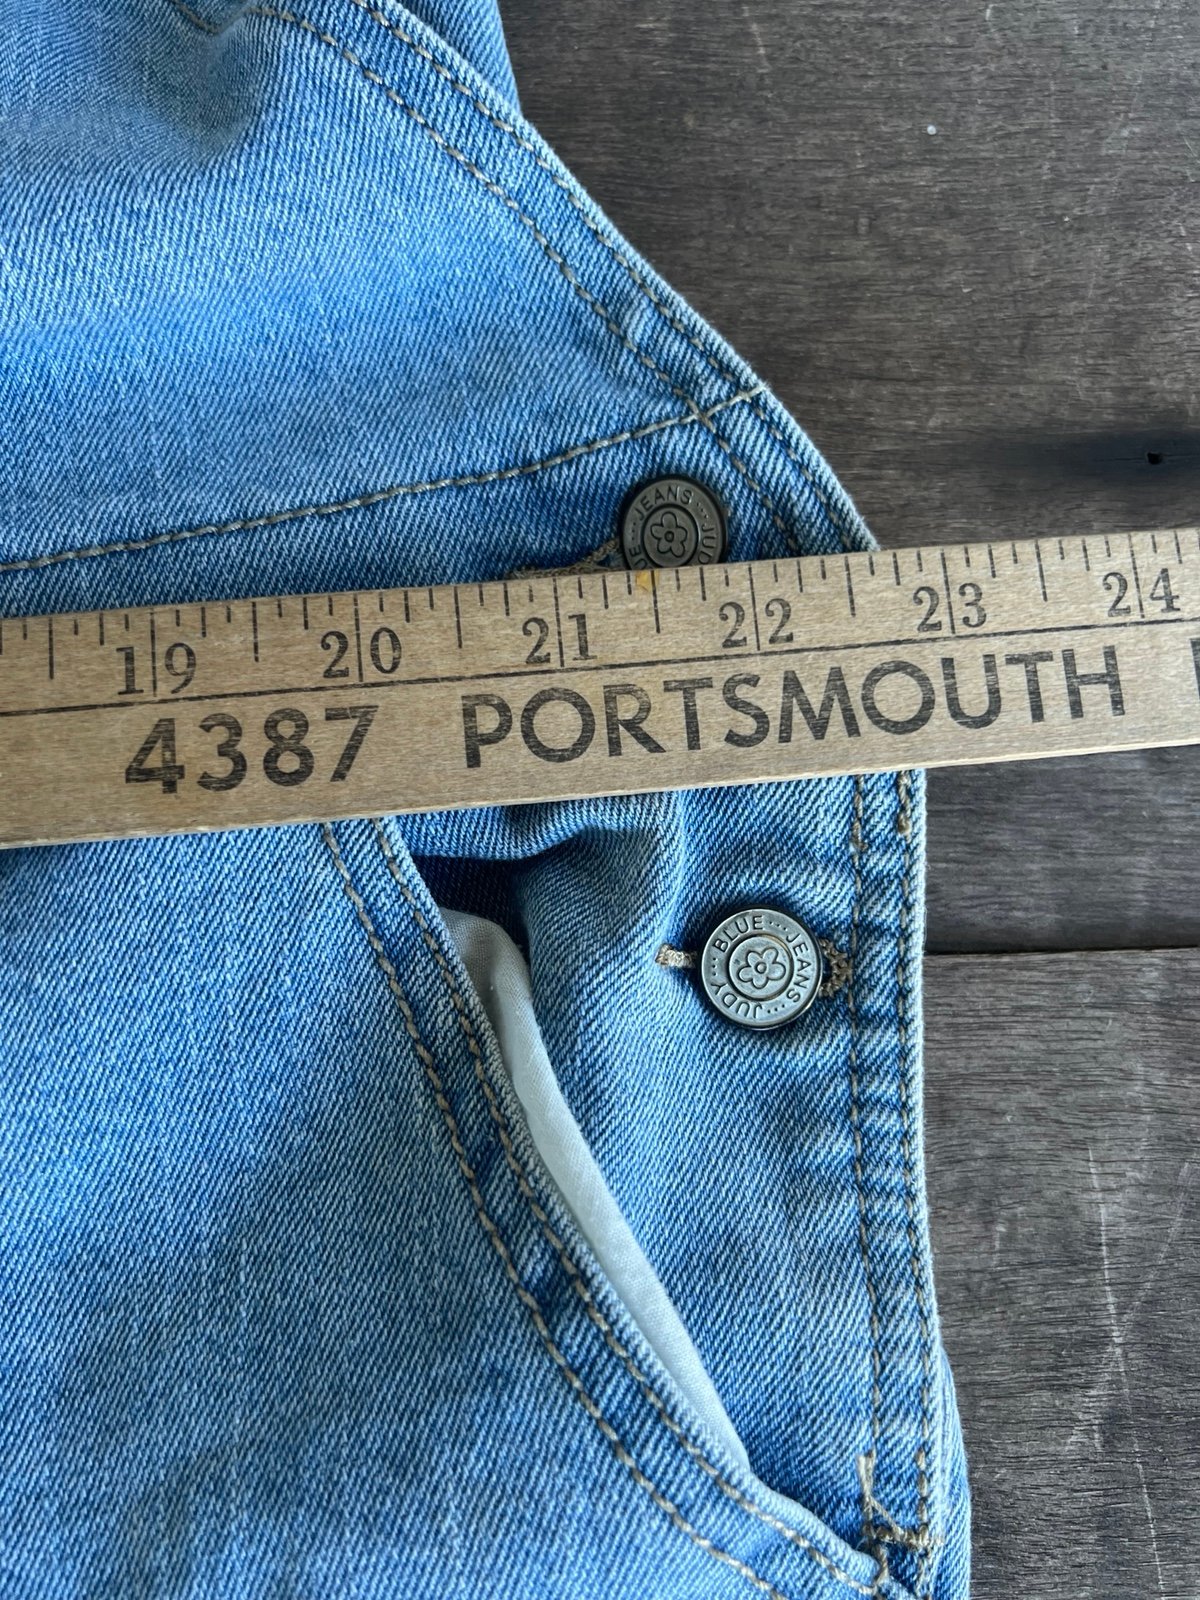 JEANS JUD
19 20 21 22 23 24
4387 PORTSMOUTH
JUDY BLUE JEANS